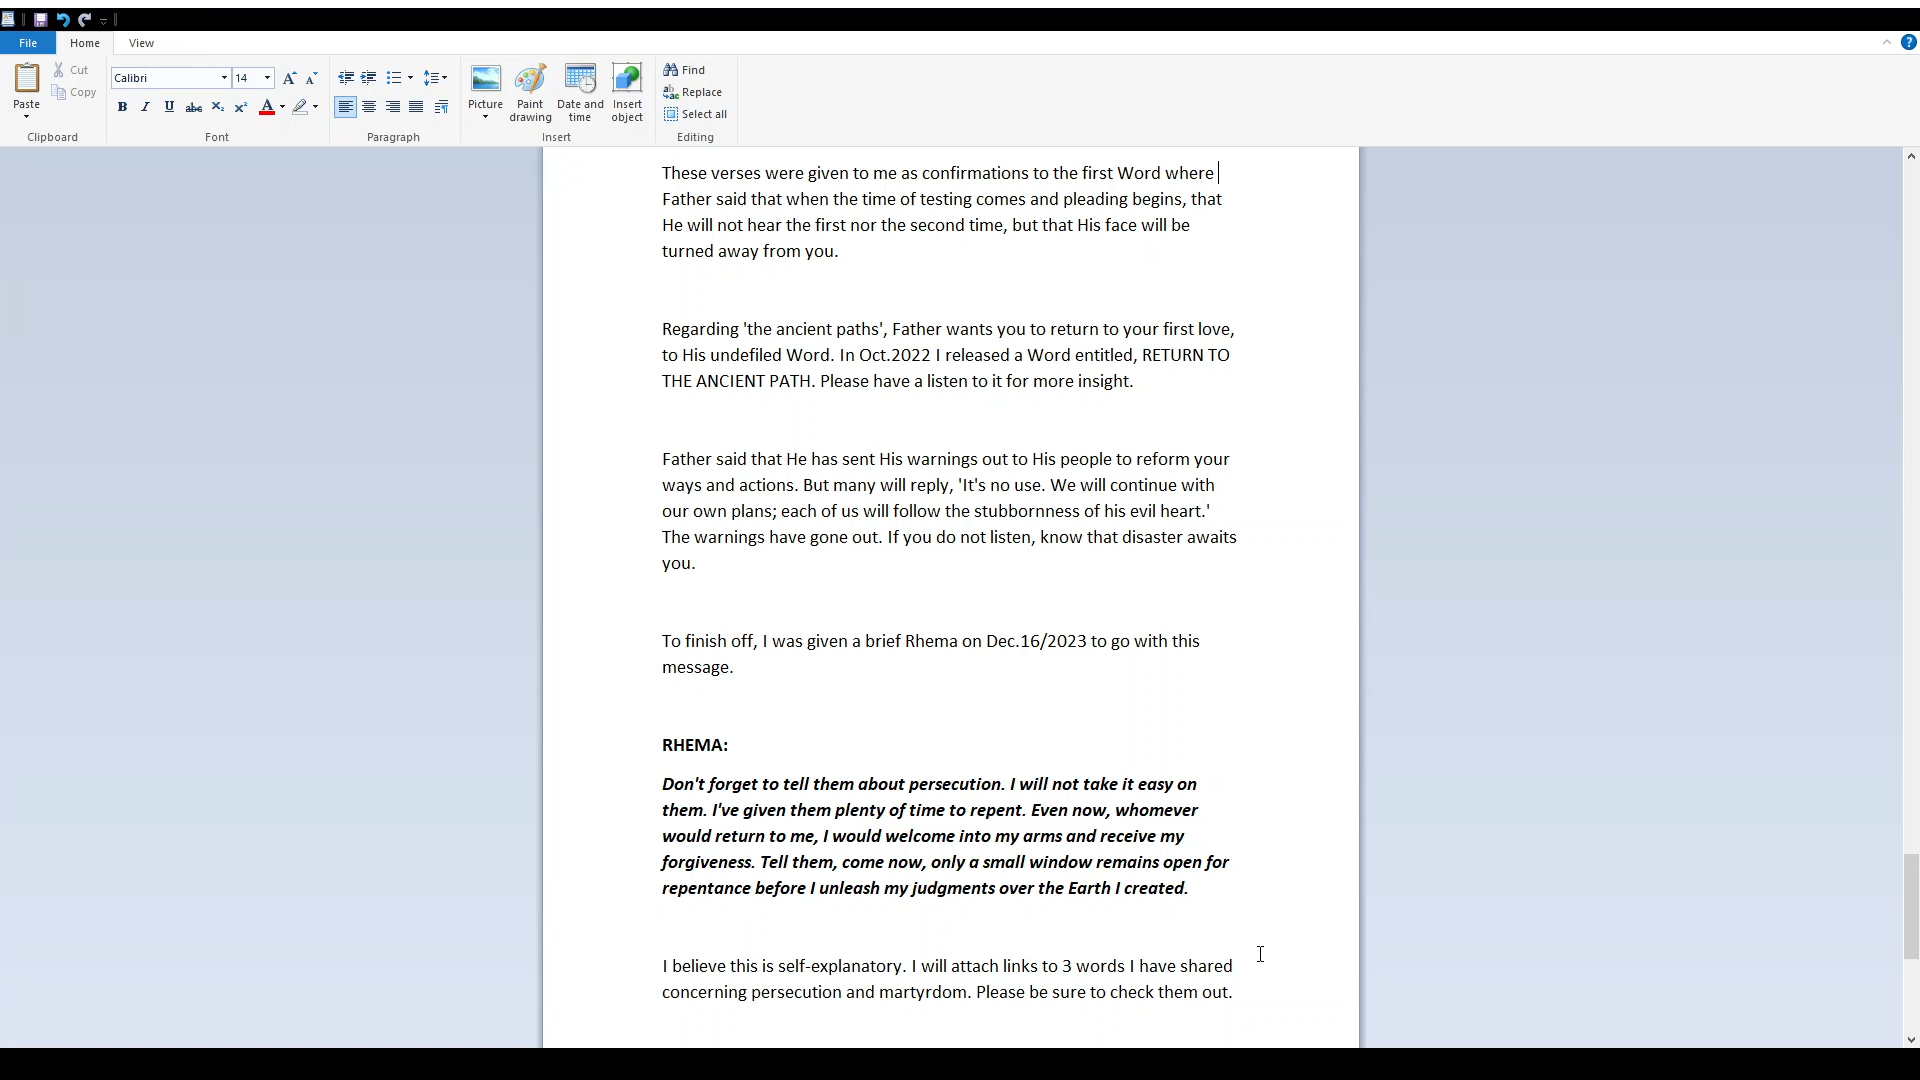 File
Home
View
Paste
Cut
Copy
Clipboard
Calibri
14
Font
Paragraph
Picture
Paint
drawing
Date and
time
Insert
object
Insert
Find
Replace
Select all
Editing
These verses were given to me as confirmations to the first Word where
Father said that when the time of testing comes and pleading begins, that
He will not hear the first nor the second time, but that His face will be
turned away from you.
Regarding 'the ancient paths', Father wants you to return to your first love,
to His undefiled Word. In Oct.2022 I released a Word entitled, RETURN TO
THE ANCIENT PATH. Please have a listen to it for more insight.
Father said that He has sent His warnings out to His people to reform your
ways and actions. But many will reply, 'It's no use. We will continue with
our own plans; each of us will follow the stubbornness of his evil heart.'
The warnings have gone out. If you do not listen, know that disaster awaits
you.
To finish off, I was given a brief Rhema on Dec.16/2023 to go with this
message.
RHEMA:
Don't forget to tell them about persecution. I will not take it easy on
them. I've given them plenty of time to repent. Even now, whomever
would return to me, I would welcome into my arms and receive my
forgiveness. Tell them, come now, only a small window remains open for
repentance before I unleash my judgments over the Earth I created.
I believe this is self-explanatory. I will attach links to 3 words I have shared
concerning persecution and martyrdom. Please be sure to check them out.